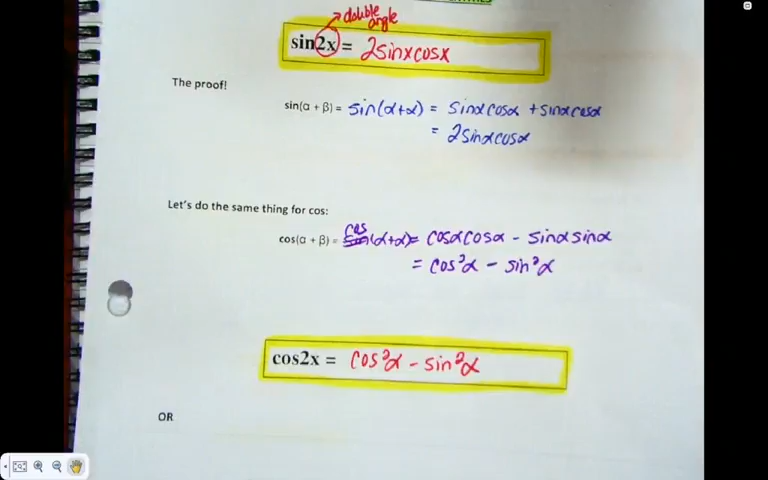 double
angle
sin2x = 2sinxcosx
The proof!
sin(α + β) = sin(α+α) = sinαcosα + sinαcosα
= 2sinαcosα
Let's do the same thing for cos:
cos
cos(α + β) = sin(α+α)= cosαcosα - sinαsinα
= cos²α - sin²α
cos2x = cos²α - sin²α
OR